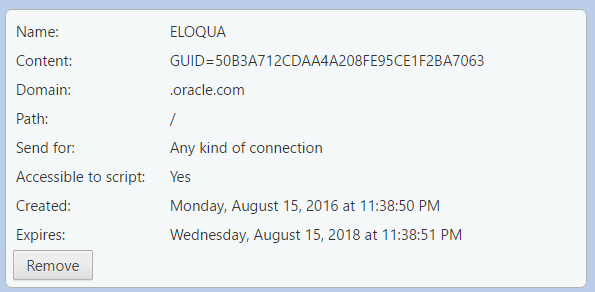 Name: ELOQUA
Content: GUID=50B3A712CDAA4A208FE95CE1F2BA7063
Domain: .oracle.com
Path: /
Send for: Any kind of connection
Accessible to script: Yes
Created: Monday, August 15, 2016 at 11:38:50 PM
Expires: Wednesday, August 15, 2018 at 11:38:51 PM
Remove